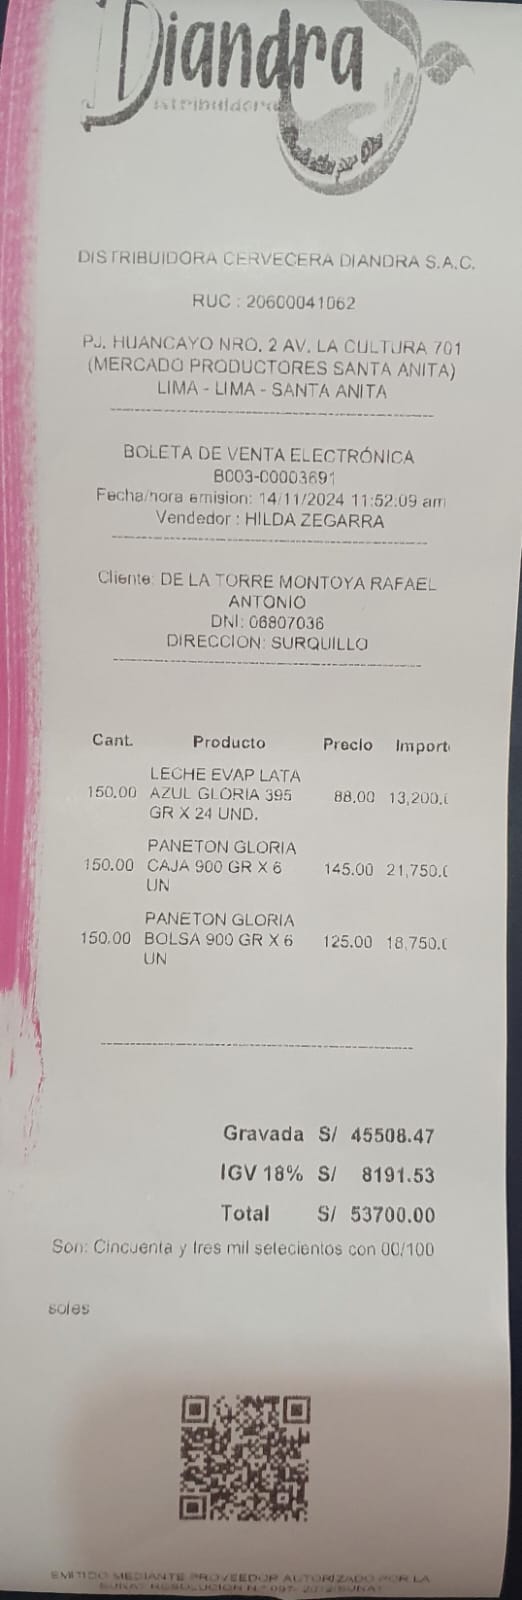 Diandra
Distribuidora
DISTRIBUIDORA CERVECERA DIANDRA S.A.C.
RUC : 20600041062
PJ. HUANCAYO NRO. 2 AV. LA CULTURA 701
(MERCADO PRODUCTORES SANTA ANITA)
LIMA - LIMA - SANTA ANITA
BOLETA DE VENTA ELECTRÓNICA
B003-00003691
Fecha/hora emision: 14/11/2024 11:52:09 am
Vendedor : HILDA ZEGARRA
Cliente: DE LA TORRE MONTOYA RAFAEL
ANTONIO
DNI: 06807036
DIRECCION: SURQUILLO
Cant. Producto Precio Import
LECHE EVAP LATA
150.00 AZUL GLORIA 395 88.00 13,200.0
GR X 24 UND.
PANETON GLORIA
150.00 CAJA 900 GR X 6 145.00 21,750.0
UN
PANETON GLORIA
150.00 BOLSA 900 GR X 6 125.00 18,750.0
UN
Gravada S/ 45508.47
IGV 18% S/ 8191.53
Total S/ 53700.00
Son: Cincuenta y tres mil setecientos con 00/100
soles
EMITIDO MEDIANTE PROVEEDOR AUTORIZADO POR LA
SUNAT RESOLUCION N.° 097- 2012/SUNAT